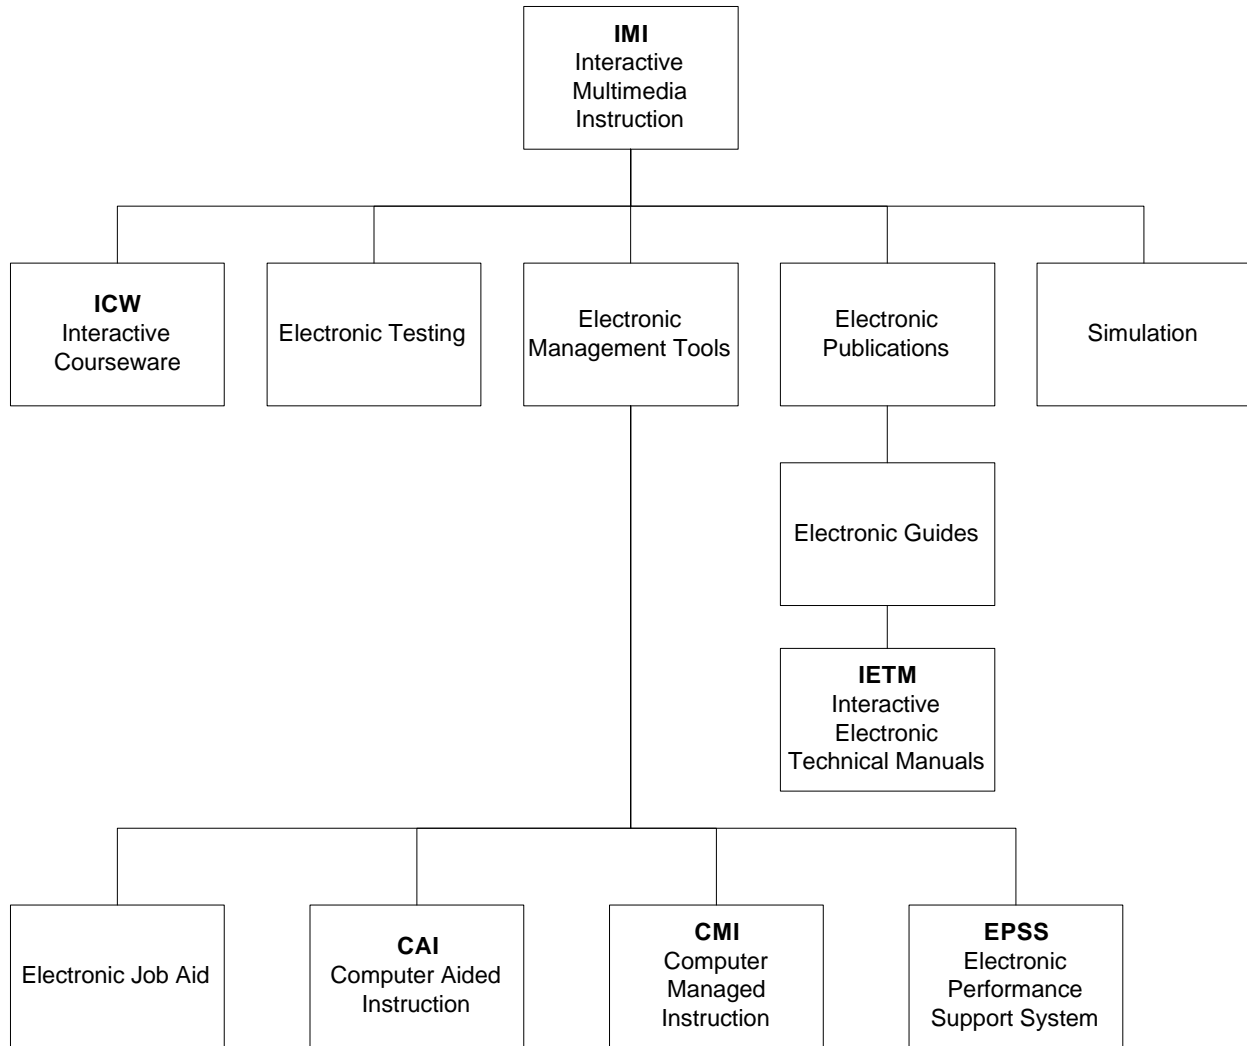 IMI
Interactive
Multimedia
Instruction
ICW
Interactive
Courseware
Electronic Testing
Electronic
Management Tools
Electronic
Publications
Simulation
Electronic Guides
IETM
Interactive
Electronic
Technical Manuals
Electronic Job Aid
CAI
Computer Aided
Instruction
CMI
Computer
Managed
Instruction
EPSS
Electronic
Performance
Support System